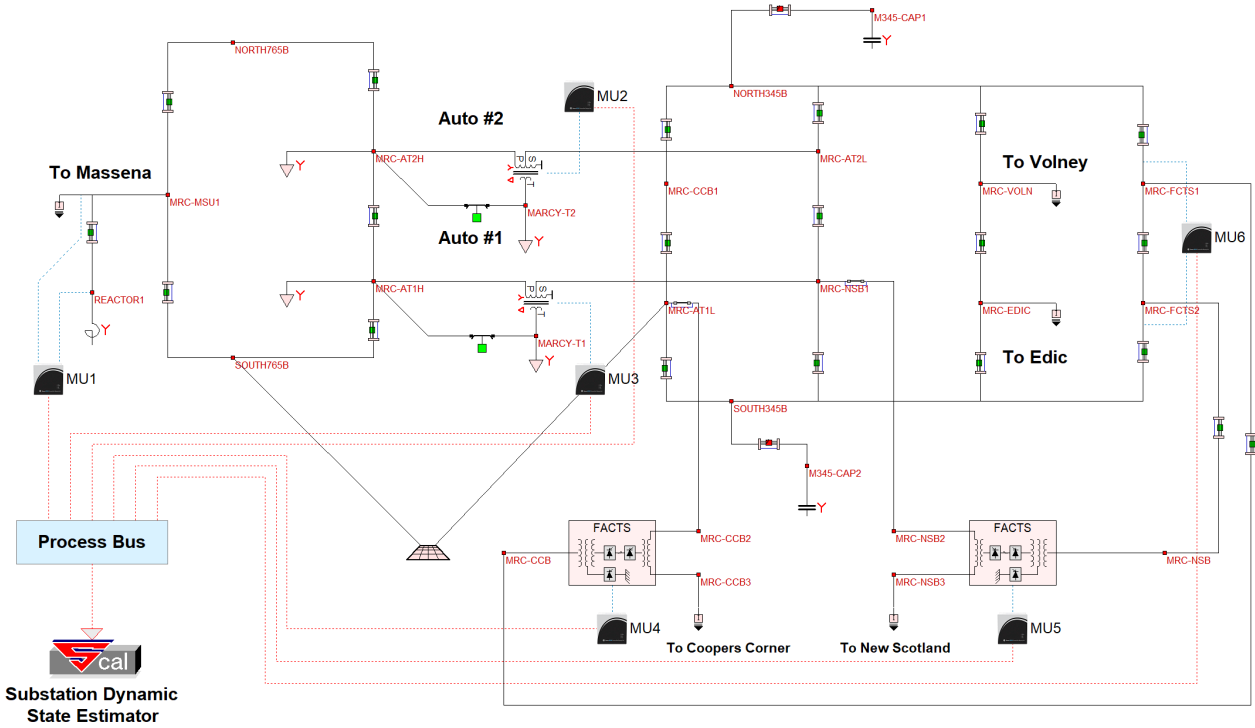 M345-CAP1
Y
NORTH765B
NORTH345B
MU2
Auto #2
To Massena
Y
MRC-AT2H
S
P
Y
T
MRC-AT2L
To Volney
MRC-MSU1
MRC-CCB1
MRC-VOLN
MRC-FCTS1
MARCY-T2
Y
Auto #1
MU6
REACTOR1
Y
Y
MRC-AT1H
S
P
Y
T
MRC-NSB1
MRC-AT1L
MRC-EDIC
MRC-FCTS2
MARCY-T1
Y
To Edic
SOUTH765B
MU1
MU3
SOUTH345B
M345-CAP2
Y
Process Bus
FACTS
FACTS
MRC-CCB2
MRC-NSB2
MRC-CCB
MRC-NSB
MRC-CCB3
MRC-NSB3
MU4
MU5
To Coopers Corner
To New Scotland
S cal
Substation Dynamic
State Estimator